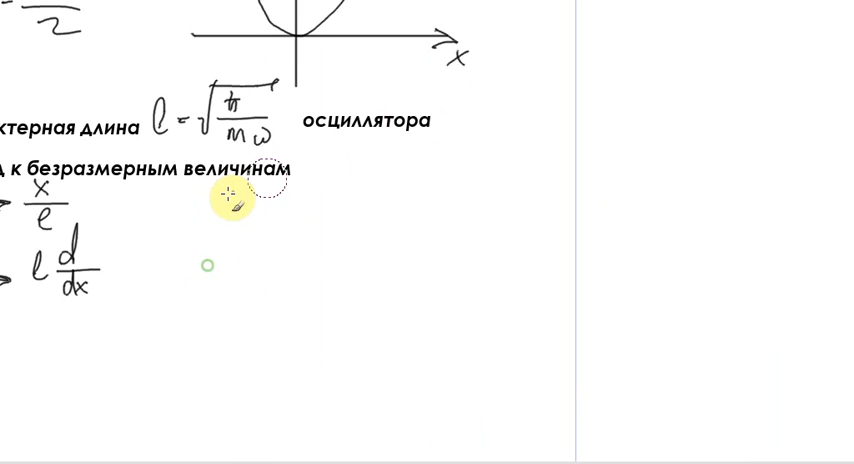 2
x
ктерная длина l = √(ħ / mω) осциллятора
д к безразмерным величинам
x / l
l d / dx